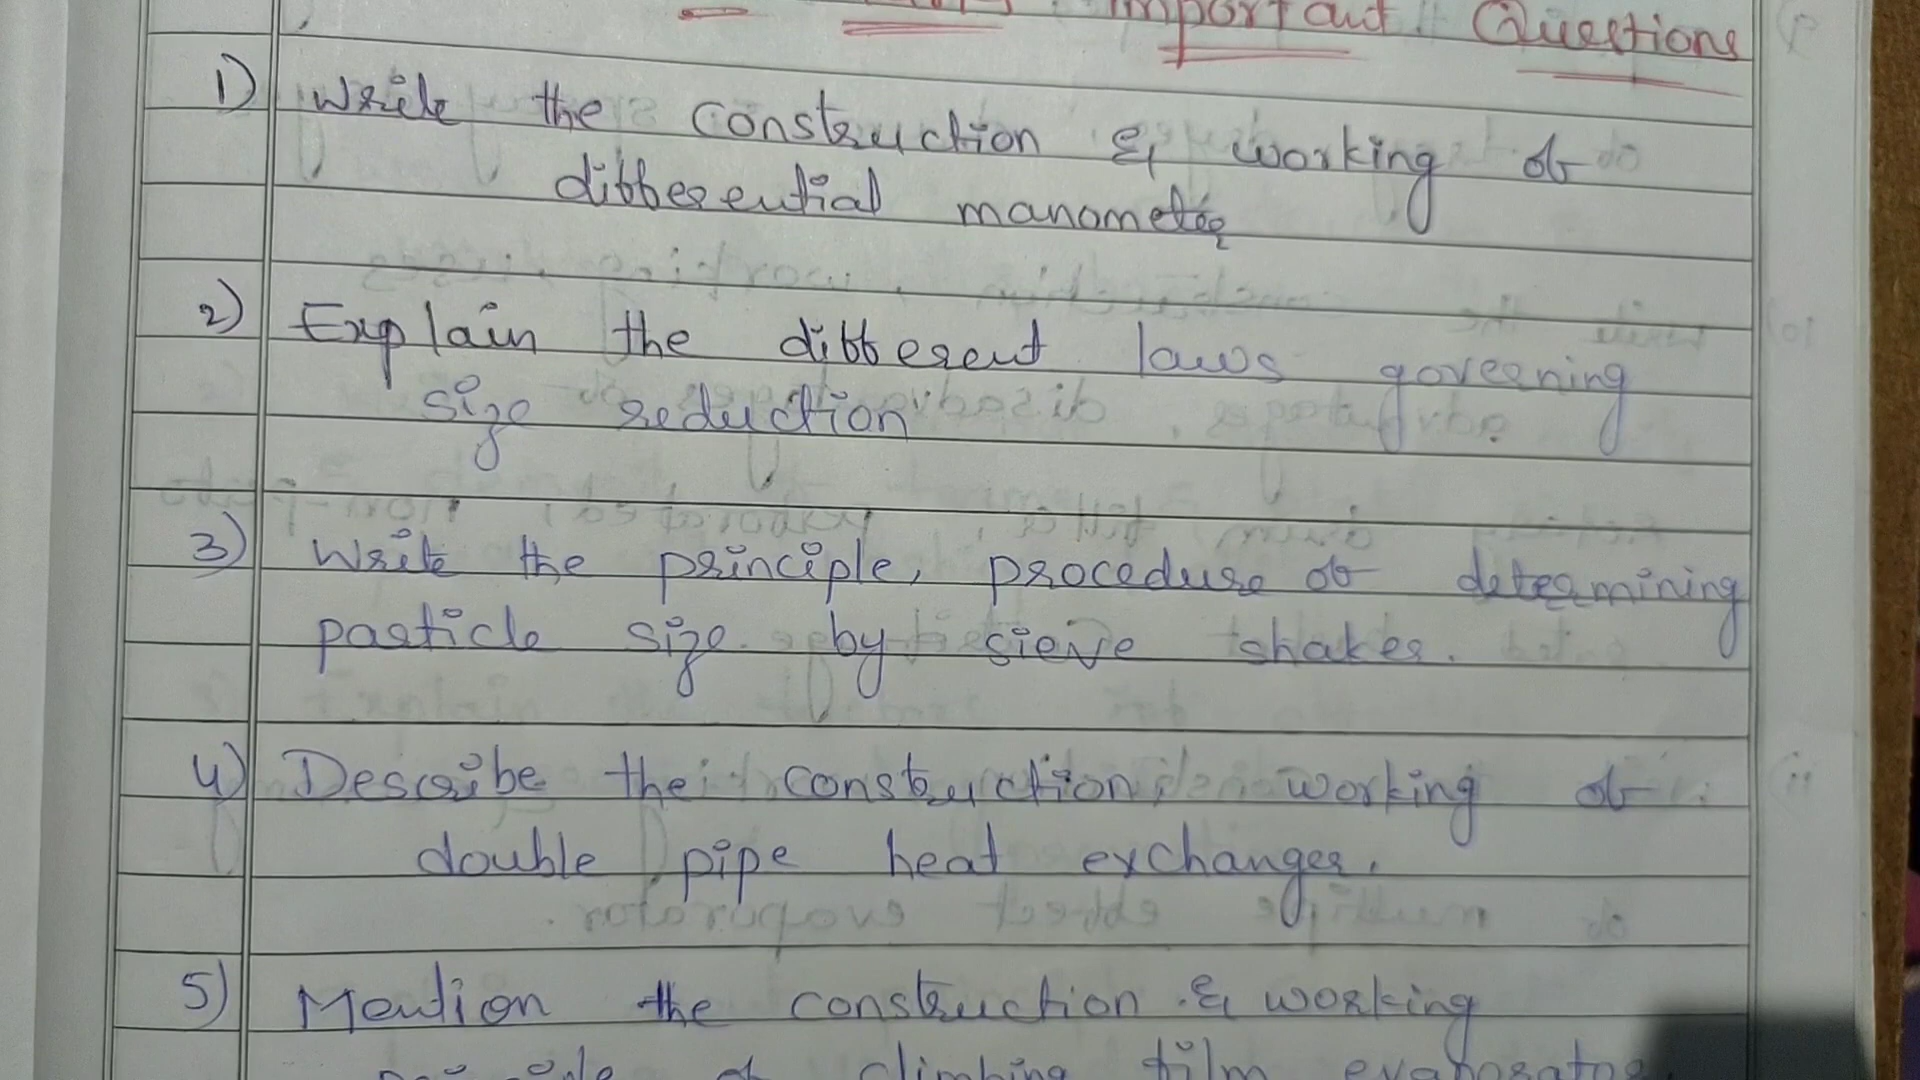 Important Questions
1) Write the construction & working of
differential manometer
2) Explain the different laws governing
size reduction
3) Write the principle, procedure of determining
particle size by sieve shaker.
4) Describe the construction, working of
double pipe heat exchanger.
5) Mention the construction & working
of climbing film evaporator